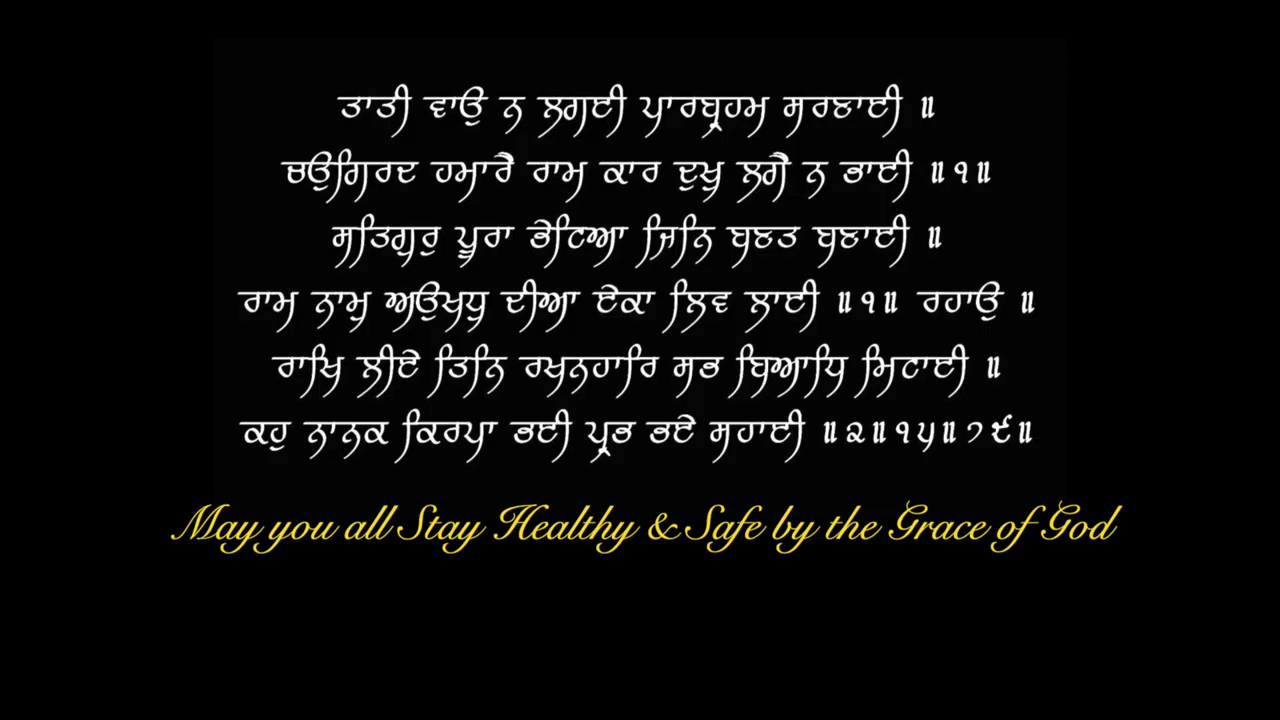 ਤਾਤੀ ਵਾਉ ਨ ਲਗਈ ਪਾਰਬ੍ਰਹਮ ਸਰਣਾਈ ॥
ਚਉਗਿਰਦ ਹਮਾਰੈ ਰਾਮ ਕਾਰ ਦੁਖੁ ਲਗੈ ਨ ਭਾਈ ॥੧॥
ਸਤਿਗੁਰੁ ਪੂਰਾ ਭੇਟਿਆ ਜਿਨਿ ਬਣਤ ਬਣਾਈ ॥
ਰਾਮ ਨਾਮੁ ਅਉਖਧੁ ਦੀਆ ਏਕਾ ਲਿਵ ਲਾਈ ॥੧॥ ਰਹਾਉ ॥
ਰਾਖਿ ਲੀਏ ਤਿਨਿ ਰਖਨਹਾਰਿ ਸਭ ਬਿਆਧਿ ਮਿਟਾਈ ॥
ਕਹੁ ਨਾਨਕ ਕਿਰਪਾ ਭਈ ਪ੍ਰਭ ਭਏ ਸਹਾਈ ॥੨॥੧੫॥੭੯॥
May you all Stay Healthy & Safe by the Grace of God